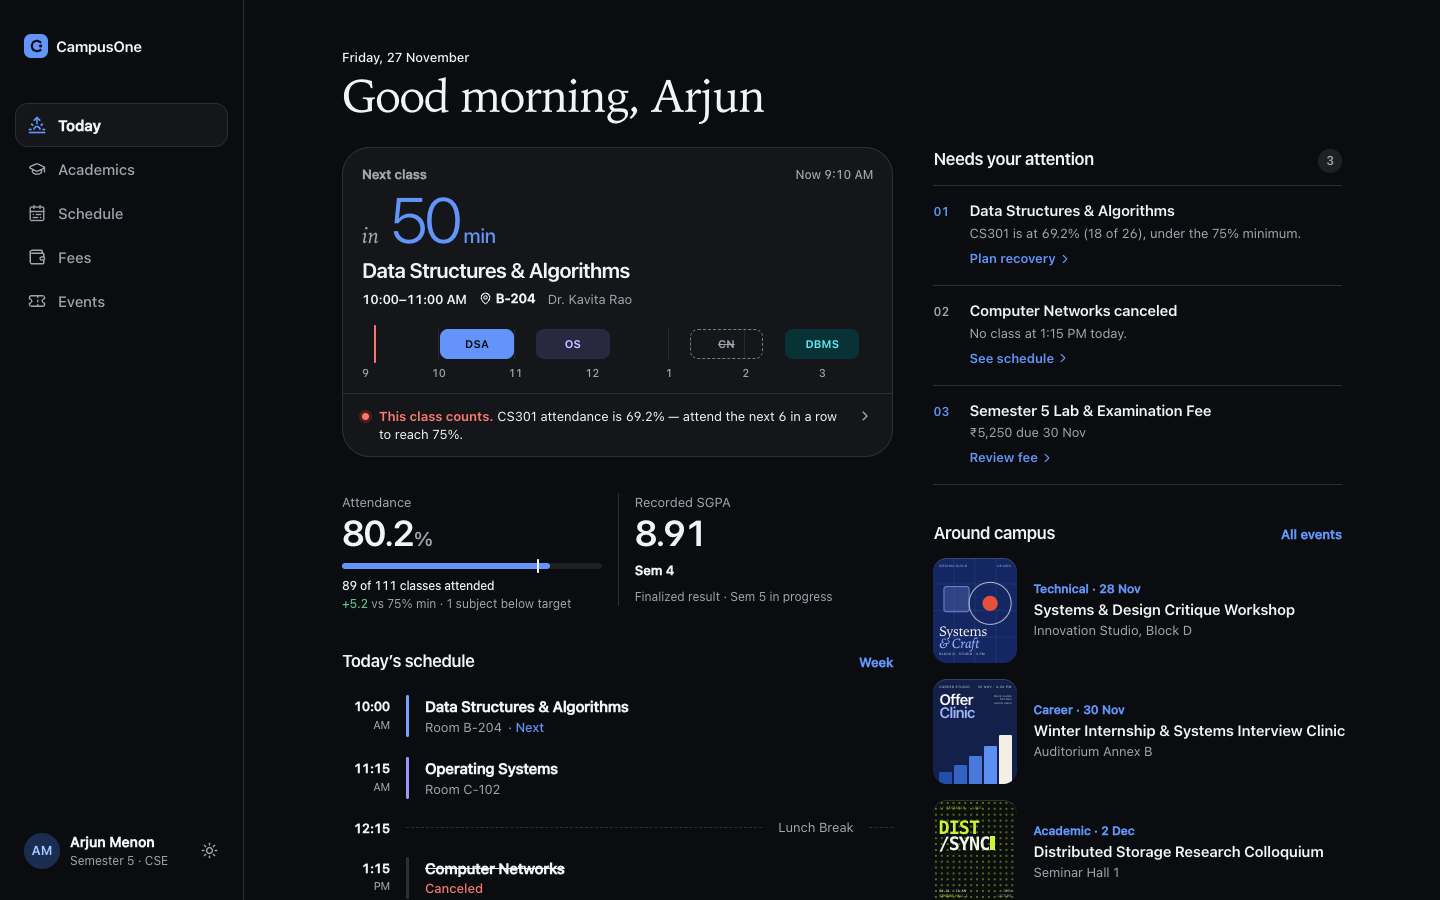 CampusOne
Today
Academics
Schedule
Fees
Events
AM
Arjun Menon
Semester 5 · CSE
Friday, 27 November
Good morning, Arjun
Next class
Now 9:10 AM
in 50 min
Data Structures & Algorithms
10:00–11:00 AM B-204 Dr. Kavita Rao
DSA OS CN DBMS
9 10 11 12 1 2 3
This class counts. CS301 attendance is 69.2% — attend the next 6 in a row
to reach 75%.
Attendance
80.2%
89 of 111 classes attended
+5.2 vs 75% min · 1 subject below target
Recorded SGPA
8.91
Sem 4
Finalized result · Sem 5 in progress
Today's schedule
Week
10:00
AM
Data Structures & Algorithms
Room B-204 · Next
11:15
AM
Operating Systems
Room C-102
12:15
Lunch Break
1:15
PM
Computer Networks
Canceled
Needs your attention
3
01
Data Structures & Algorithms
CS301 is at 69.2% (18 of 26), under the 75% minimum.
Plan recovery
02
Computer Networks canceled
No class at 1:15 PM today.
See schedule
03
Semester 5 Lab & Examination Fee
₹5,250 due 30 Nov
Review fee
Around campus
All events
Systems
& Craft
Technical · 28 Nov
Systems & Design Critique Workshop
Innovation Studio, Block D
Offer
Clinic
Career · 30 Nov
Winter Internship & Systems Interview Clinic
Auditorium Annex B
DIST
/SYNC
Academic · 2 Dec
Distributed Storage Research Colloquium
Seminar Hall 1